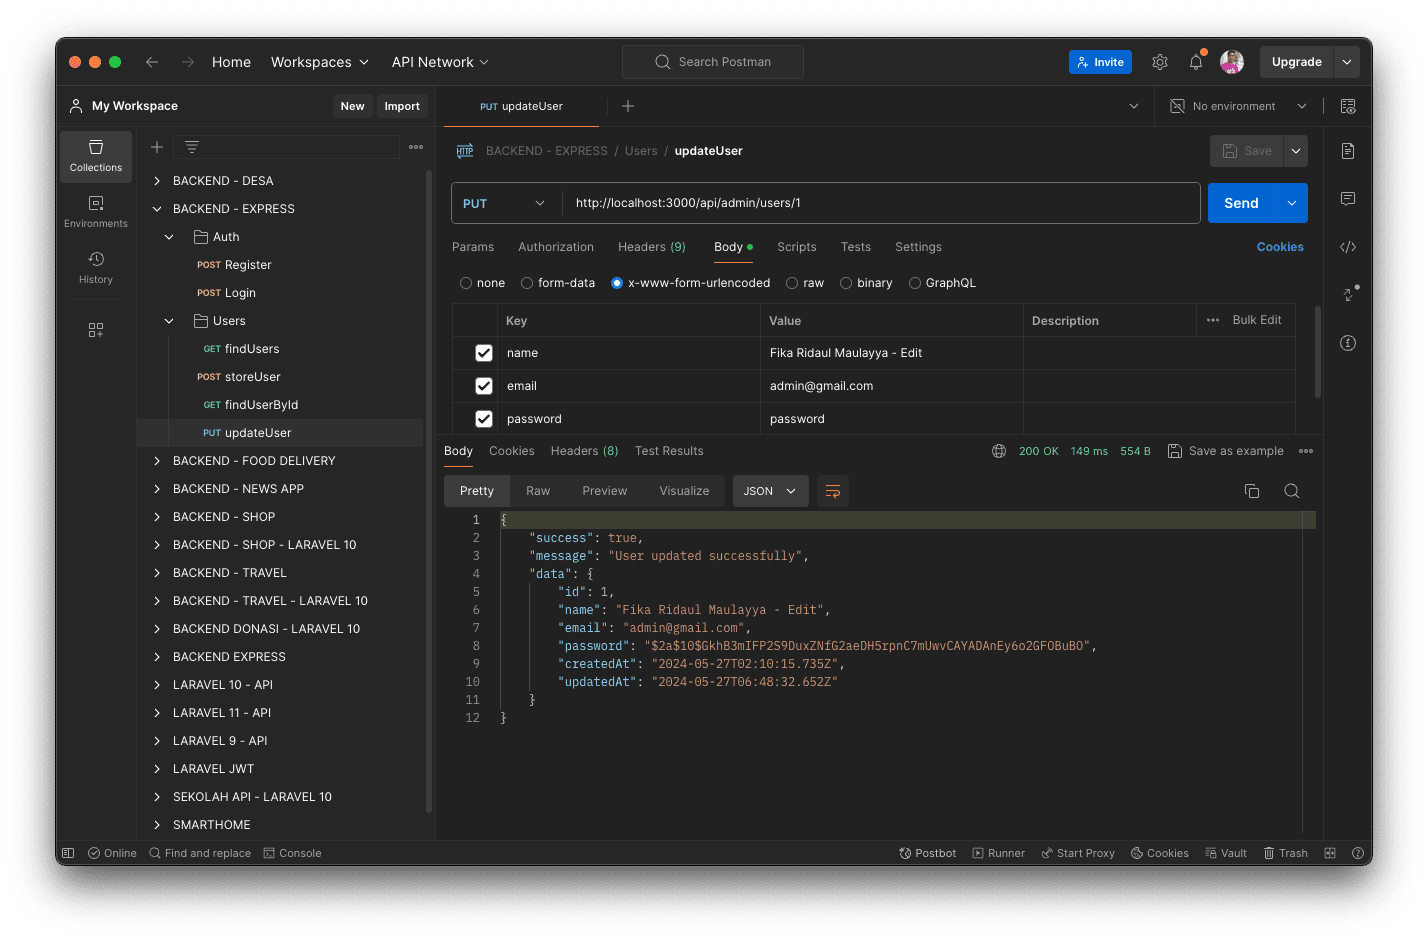 Home Workspaces API Network Search Postman Invite Upgrade
My Workspace New Import PUT updateUser No environment
Collections
Environments
History
BACKEND - DESA
BACKEND - EXPRESS
Auth
POST Register
POST Login
Users
GET findUsers
POST storeUser
GET findUserById
PUT updateUser
BACKEND - FOOD DELIVERY
BACKEND - NEWS APP
BACKEND - SHOP
BACKEND - SHOP - LARAVEL 10
BACKEND - TRAVEL
BACKEND - TRAVEL - LARAVEL 10
BACKEND DONASI - LARAVEL 10
BACKEND EXPRESS
LARAVEL 10 - API
LARAVEL 11 - API
LARAVEL 9 - API
LARAVEL JWT
SEKOLAH API - LARAVEL 10
SMARTHOME
HTTP BACKEND - EXPRESS / Users / updateUser Save
PUT http://localhost:3000/api/admin/users/1 Send
Params Authorization Headers (9) Body Scripts Tests Settings Cookies
none form-data x-www-form-urlencoded raw binary GraphQL
Key Value Description Bulk Edit
name Fika Ridaul Maulayya - Edit
email admin@gmail.com
password password
Body Cookies Headers (8) Test Results 200 OK 149 ms 554 B Save as example
Pretty Raw Preview Visualize JSON
1 {
2 "success": true,
3 "message": "User updated successfully",
4 "data": {
5 "id": 1,
6 "name": "Fika Ridaul Maulayya - Edit",
7 "email": "admin@gmail.com",
8 "password": "$2a$10$GkhB3mIFP2S9DuxZNfG2aeDH5rpnC7mUwvCAYADAnEy6o2GFOBuBO",
9 "createdAt": "2024-05-27T02:10:15.735Z",
10 "updatedAt": "2024-05-27T06:48:32.652Z"
11 }
12 }
Online Find and replace Console Postbot Runner Start Proxy Cookies Vault Trash